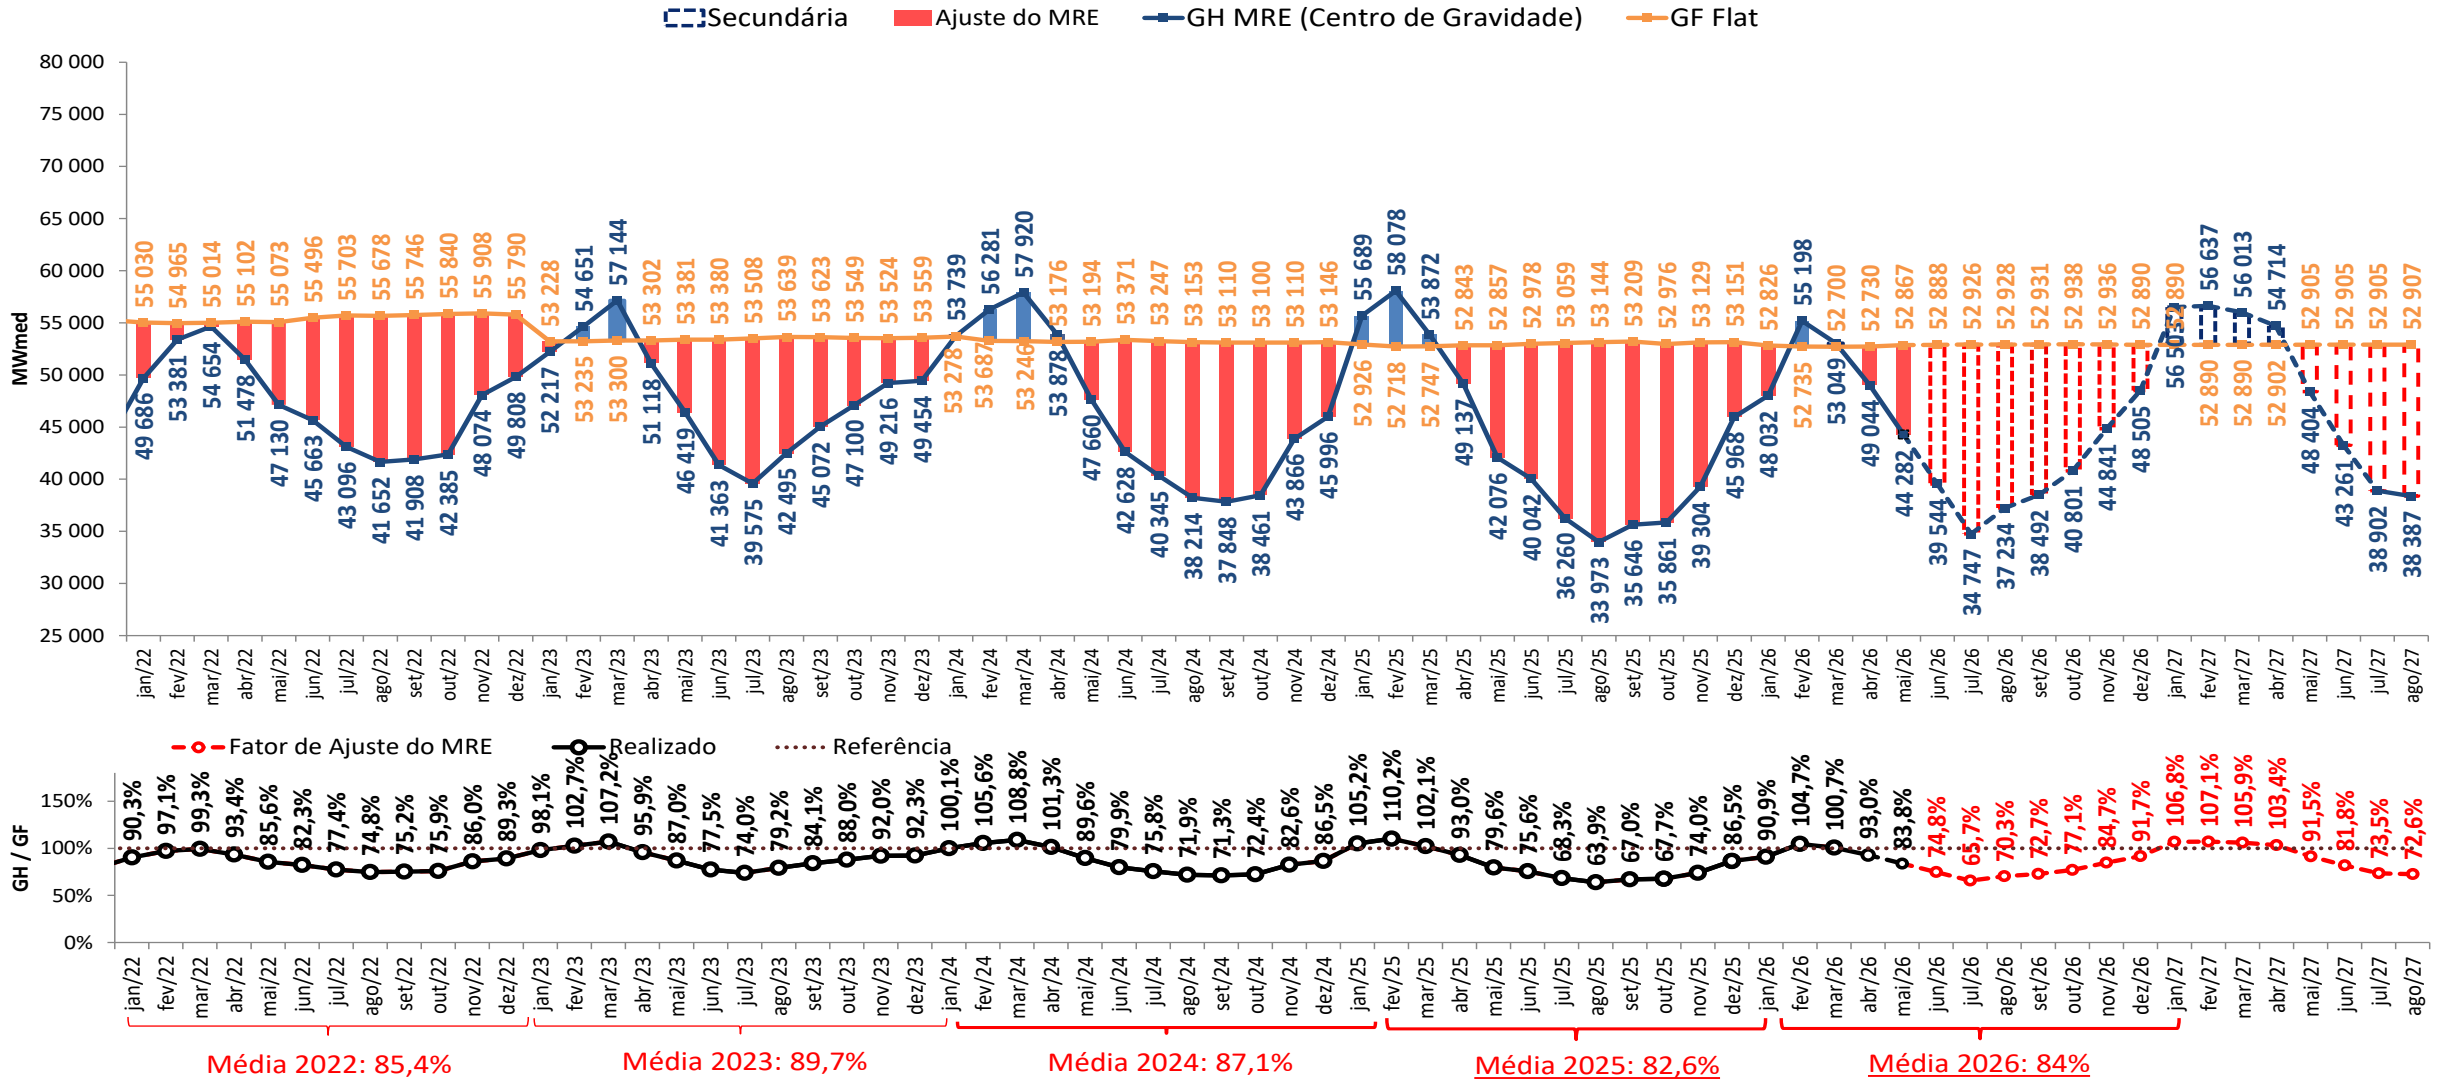 Secundária Ajuste do MRE GH MRE (Centro de Gravidade) GF Flat
MWmed
80 000
75 000
70 000
65 000
60 000
55 000
50 000
45 000
40 000
35 000
30 000
25 000
55 030 54 965 55 014 55 102 55 073 55 496 55 703 55 678 55 746 55 840 55 908 55 790 53 228 54 651 57 144 53 302 53 381 53 380 53 508 53 639 53 623 53 549 53 524 53 559 53 739 56 281 57 920 53 176 53 194 53 371 53 247 53 153 53 110 53 100 53 110 53 146 55 689 58 078 53 872 52 843 52 857 52 978 53 059 53 144 53 209 52 976 53 129 53 151 52 826 55 198 52 700 52 730 52 867 52 888 52 926 52 928 52 931 52 938 52 936 52 890 52 890 56 637 56 013 54 714 52 905 52 905 52 905 52 907
49 686 53 381 54 654 51 478 47 130 45 663 43 096 41 652 41 908 42 385 48 074 49 808 52 217 53 235 53 300 51 118 46 419 41 363 39 575 42 495 45 072 47 100 49 216 49 454 53 278 53 687 53 246 53 878 47 660 42 628 40 345 38 214 37 848 38 461 43 866 45 996 52 926 52 718 52 747 49 137 42 076 40 042 36 260 33 973 35 646 35 861 39 304 45 968 48 032 52 735 53 049 49 044 44 282 39 544 34 747 37 234 38 492 40 801 44 841 48 505 56 505 52 890 52 890 52 902 48 404 43 261 38 902 38 387
jan/22 fev/22 mar/22 abr/22 mai/22 jun/22 jul/22 ago/22 set/22 out/22 nov/22 dez/22 jan/23 fev/23 mar/23 abr/23 mai/23 jun/23 jul/23 ago/23 set/23 out/23 nov/23 dez/23 jan/24 fev/24 mar/24 abr/24 mai/24 jun/24 jul/24 ago/24 set/24 out/24 nov/24 dez/24 jan/25 fev/25 mar/25 abr/25 mai/25 jun/25 jul/25 ago/25 set/25 out/25 nov/25 dez/25 jan/26 fev/26 mar/26 abr/26 mai/26 jun/26 jul/26 ago/26 set/26 out/26 nov/26 dez/26 jan/27 fev/27 mar/27 abr/27 mai/27 jun/27 jul/27 ago/27
Fator de Ajuste do MRE Realizado Referência
GH / GF
150%
100%
50%
0%
90,3% 97,1% 99,3% 93,4% 85,6% 82,3% 77,4% 74,8% 75,2% 75,9% 86,0% 89,3% 98,1% 102,7% 107,2% 95,9% 87,0% 77,5% 74,0% 79,2% 84,1% 88,0% 92,0% 92,3% 100,1% 105,6% 108,8% 101,3% 89,6% 79,9% 75,8% 71,9% 71,3% 72,4% 82,6% 86,5% 105,2% 110,2% 102,1% 93,0% 79,6% 75,6% 68,3% 63,9% 67,0% 67,7% 74,0% 86,5% 90,9% 104,7% 100,7% 93,0% 83,8% 74,8% 65,7% 70,3% 72,7% 77,1% 84,7% 91,7% 106,8% 107,1% 105,9% 103,4% 91,5% 81,8% 73,5% 72,6%
jan/22 fev/22 mar/22 abr/22 mai/22 jun/22 jul/22 ago/22 set/22 out/22 nov/22 dez/22 jan/23 fev/23 mar/23 abr/23 mai/23 jun/23 jul/23 ago/23 set/23 out/23 nov/23 dez/23 jan/24 fev/24 mar/24 abr/24 mai/24 jun/24 jul/24 ago/24 set/24 out/24 nov/24 dez/24 jan/25 fev/25 mar/25 abr/25 mai/25 jun/25 jul/25 ago/25 set/25 out/25 nov/25 dez/25 jan/26 fev/26 mar/26 abr/26 mai/26 jun/26 jul/26 ago/26 set/26 out/26 nov/26 dez/26 jan/27 fev/27 mar/27 abr/27 mai/27 jun/27 jul/27 ago/27
Média 2022: 85,4% Média 2023: 89,7% Média 2024: 87,1% Média 2025: 82,6% Média 2026: 84%